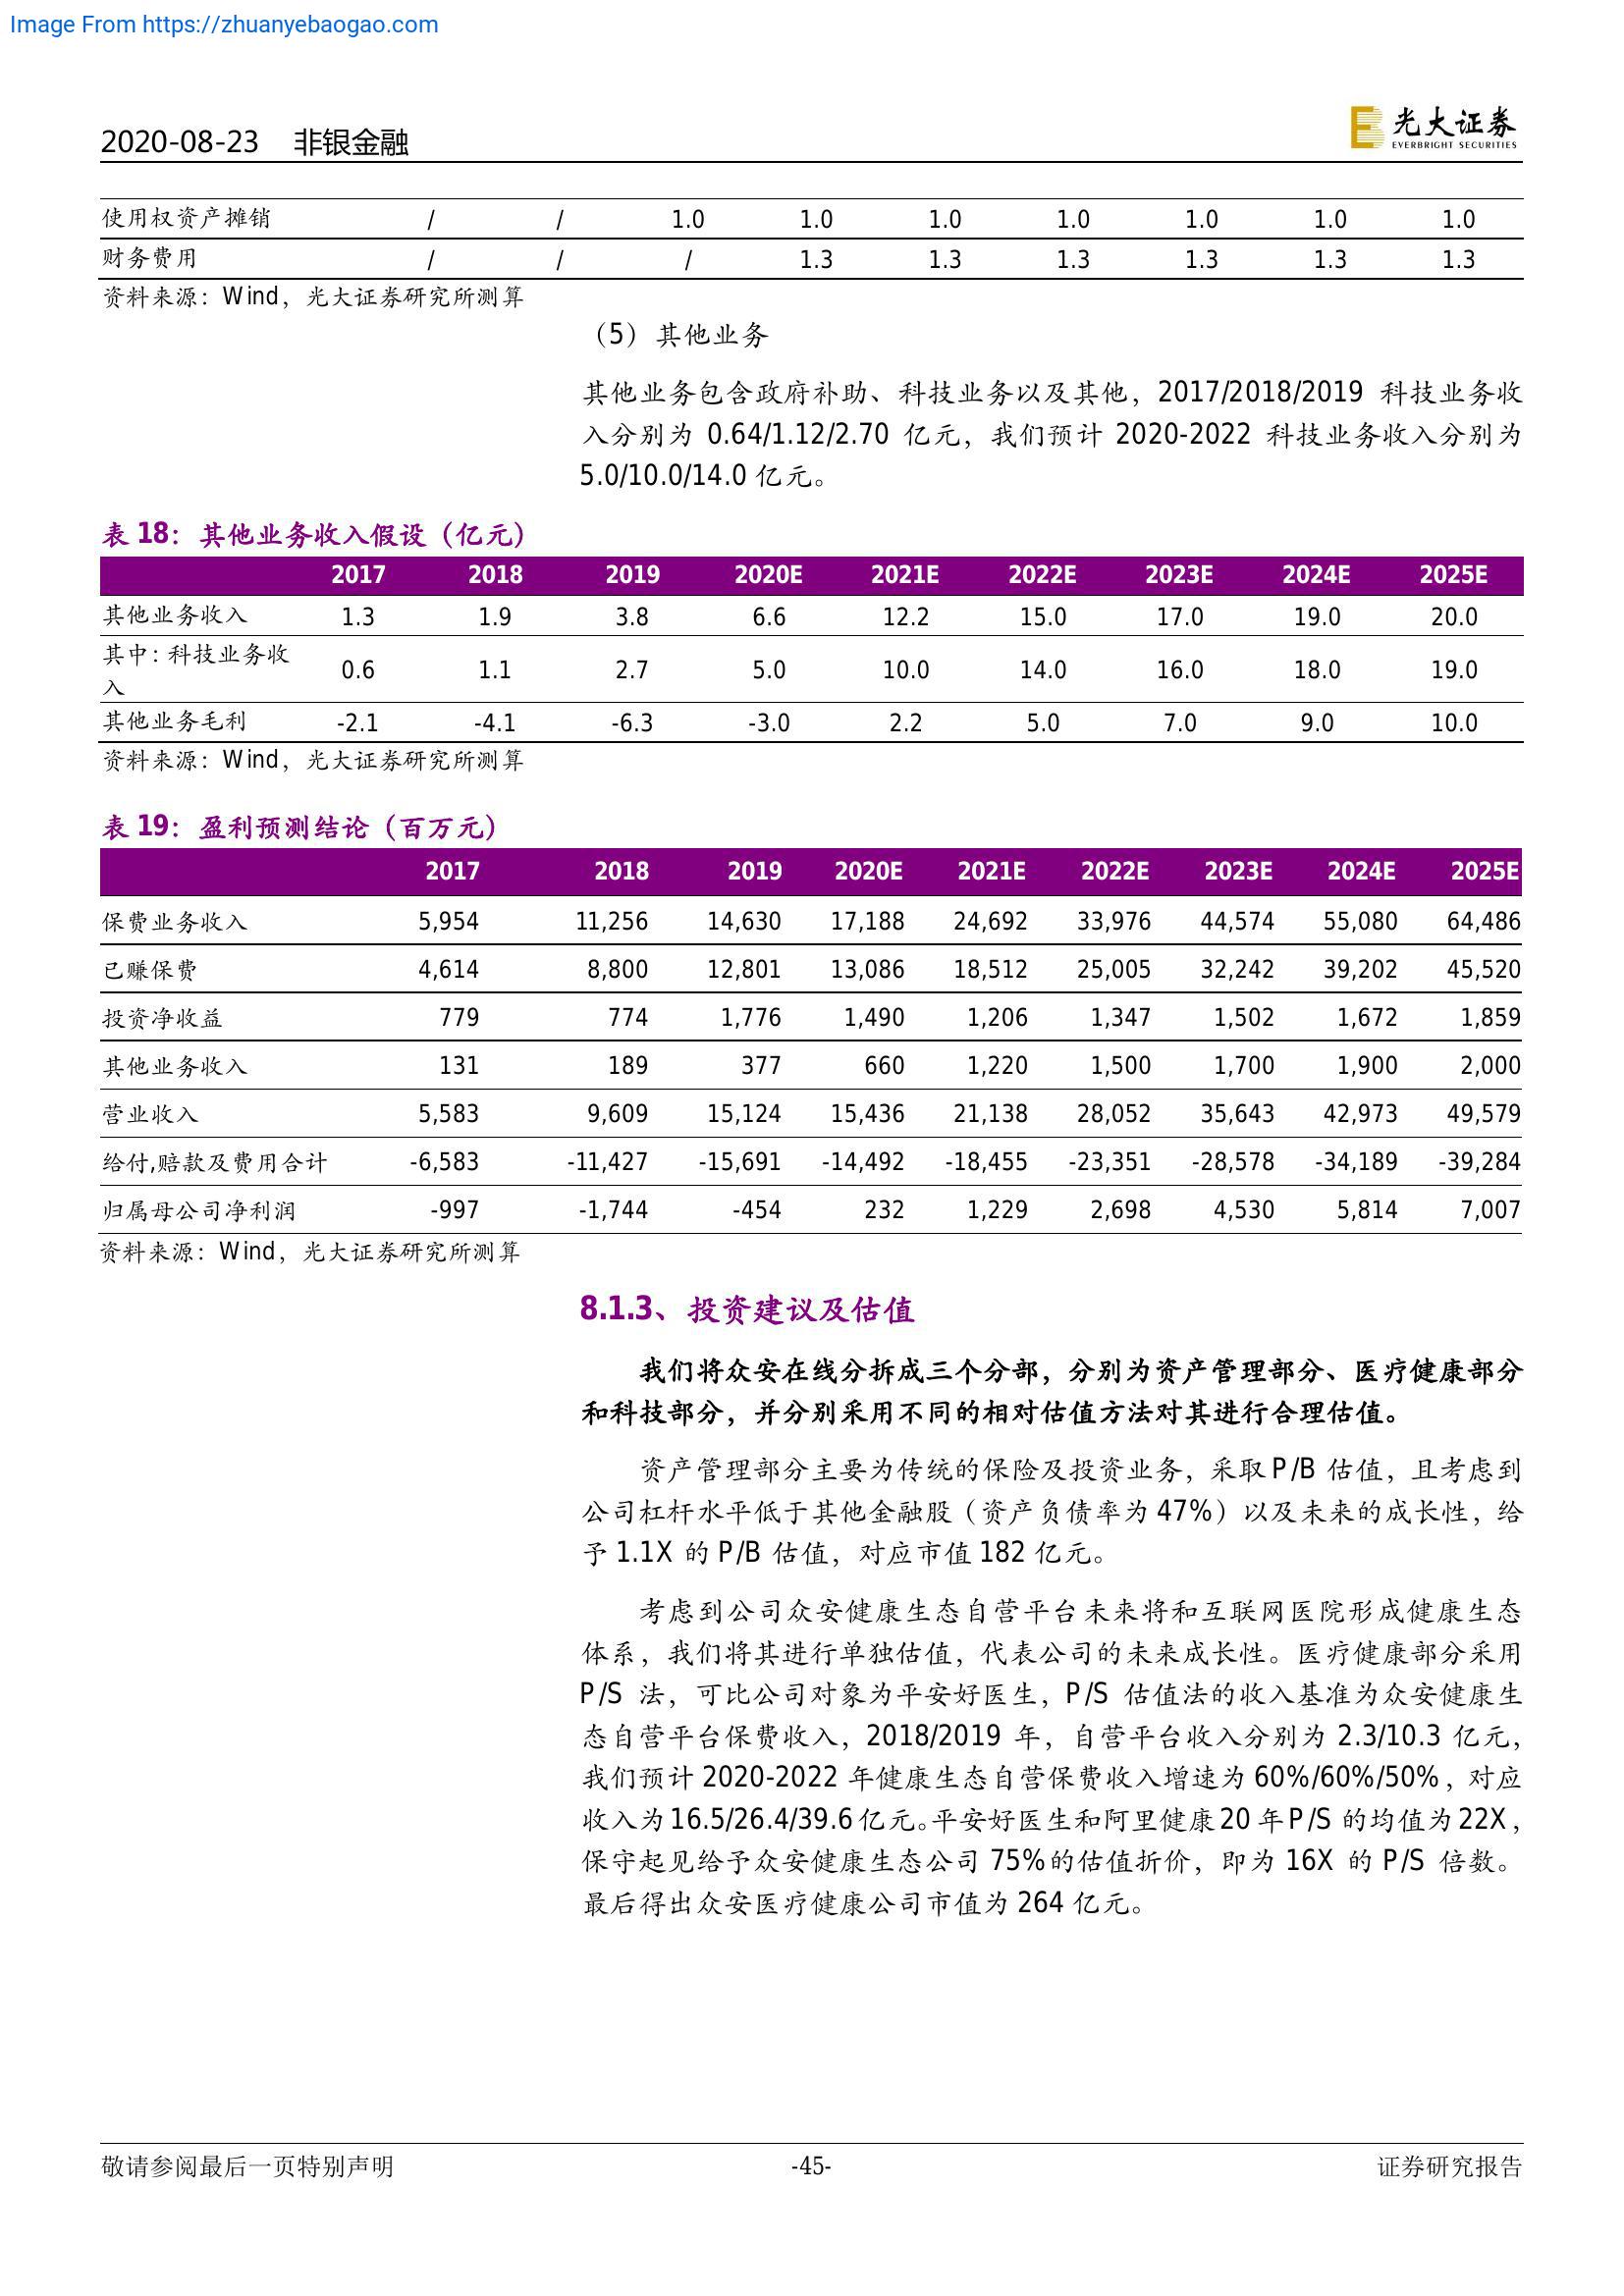 Image From https://zhuanyebaogao.com
2020-08-23 非银金融
光大证券
EVERBRIGHT SECURITIES
使用权资产摊销 / / 1.0 1.0 1.0 1.0 1.0 1.0 1.0
财务费用 / / / 1.3 1.3 1.3 1.3 1.3 1.3
资料来源：Wind，光大证券研究所测算
（5）其他业务
其他业务包含政府补助、科技业务以及其他，2017/2018/2019 科技业务收
入分别为 0.64/1.12/2.70 亿元，我们预计 2020-2022 科技业务收入分别为
5.0/10.0/14.0 亿元。
表 18：其他业务收入假设（亿元）
2017 2018 2019 2020E 2021E 2022E 2023E 2024E 2025E
其他业务收入 1.3 1.9 3.8 6.6 12.2 15.0 17.0 19.0 20.0
其中：科技业务收
入 0.6 1.1 2.7 5.0 10.0 14.0 16.0 18.0 19.0
其他业务毛利 -2.1 -4.1 -6.3 -3.0 2.2 5.0 7.0 9.0 10.0
资料来源：Wind，光大证券研究所测算
表 19：盈利预测结论（百万元）
2017 2018 2019 2020E 2021E 2022E 2023E 2024E 2025E
保费业务收入 5,954 11,256 14,630 17,188 24,692 33,976 44,574 55,080 64,486
已赚保费 4,614 8,800 12,801 13,086 18,512 25,005 32,242 39,202 45,520
投资净收益 779 774 1,776 1,490 1,206 1,347 1,502 1,672 1,859
其他业务收入 131 189 377 660 1,220 1,500 1,700 1,900 2,000
营业收入 5,583 9,609 15,124 15,436 21,138 28,052 35,643 42,973 49,579
给付,赔款及费用合计 -6,583 -11,427 -15,691 -14,492 -18,455 -23,351 -28,578 -34,189 -39,284
归属母公司净利润 -997 -1,744 -454 232 1,229 2,698 4,530 5,814 7,007
资料来源：Wind，光大证券研究所测算
8.1.3、投资建议及估值
我们将众安在线分拆成三个分部，分别为资产管理部分、医疗健康部分
和科技部分，并分别采用不同的相对估值方法对其进行合理估值。
资产管理部分主要为传统的保险及投资业务，采取 P/B 估值，且考虑到
公司杠杆水平低于其他金融股（资产负债率为 47%）以及未来的成长性，给
予 1.1X 的 P/B 估值，对应市值 182 亿元。
考虑到公司众安健康生态自营平台未来将和互联网医院形成健康生态
体系，我们将其进行单独估值，代表公司的未来成长性。医疗健康部分采用
P/S 法，可比公司对象为平安好医生，P/S 估值法的收入基准为众安健康生
态自营平台保费收入，2018/2019 年，自营平台收入分别为 2.3/10.3 亿元，
我们预计 2020-2022 年健康生态自营保费收入增速为 60%/60%/50%，对应
收入为 16.5/26.4/39.6 亿元。平安好医生和阿里健康 20 年 P/S 的均值为 22X，
保守起见给予众安健康生态公司 75%的估值折价，即为 16X 的 P/S 倍数。
最后得出众安医疗健康公司市值为 264 亿元。
敬请参阅最后一页特别声明 -45- 证券研究报告